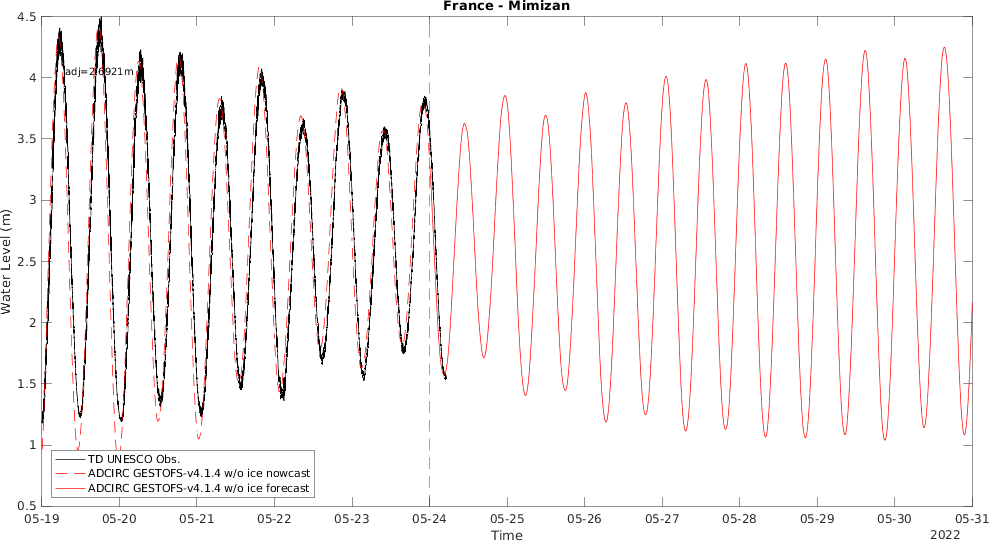 France - Mimizan
4.5
4
3.5
3
2.5
2
1.5
1
0.5
Water Level (m)
adj=2.6921m
TD UNESCO Obs.
ADCIRC GESTOFS-v4.1.4 w/o ice nowcast
ADCIRC GESTOFS-v4.1.4 w/o ice forecast
05-19 05-20 05-21 05-22 05-23 05-24 05-25 05-26 05-27 05-28 05-29 05-30 05-31
Time
2022